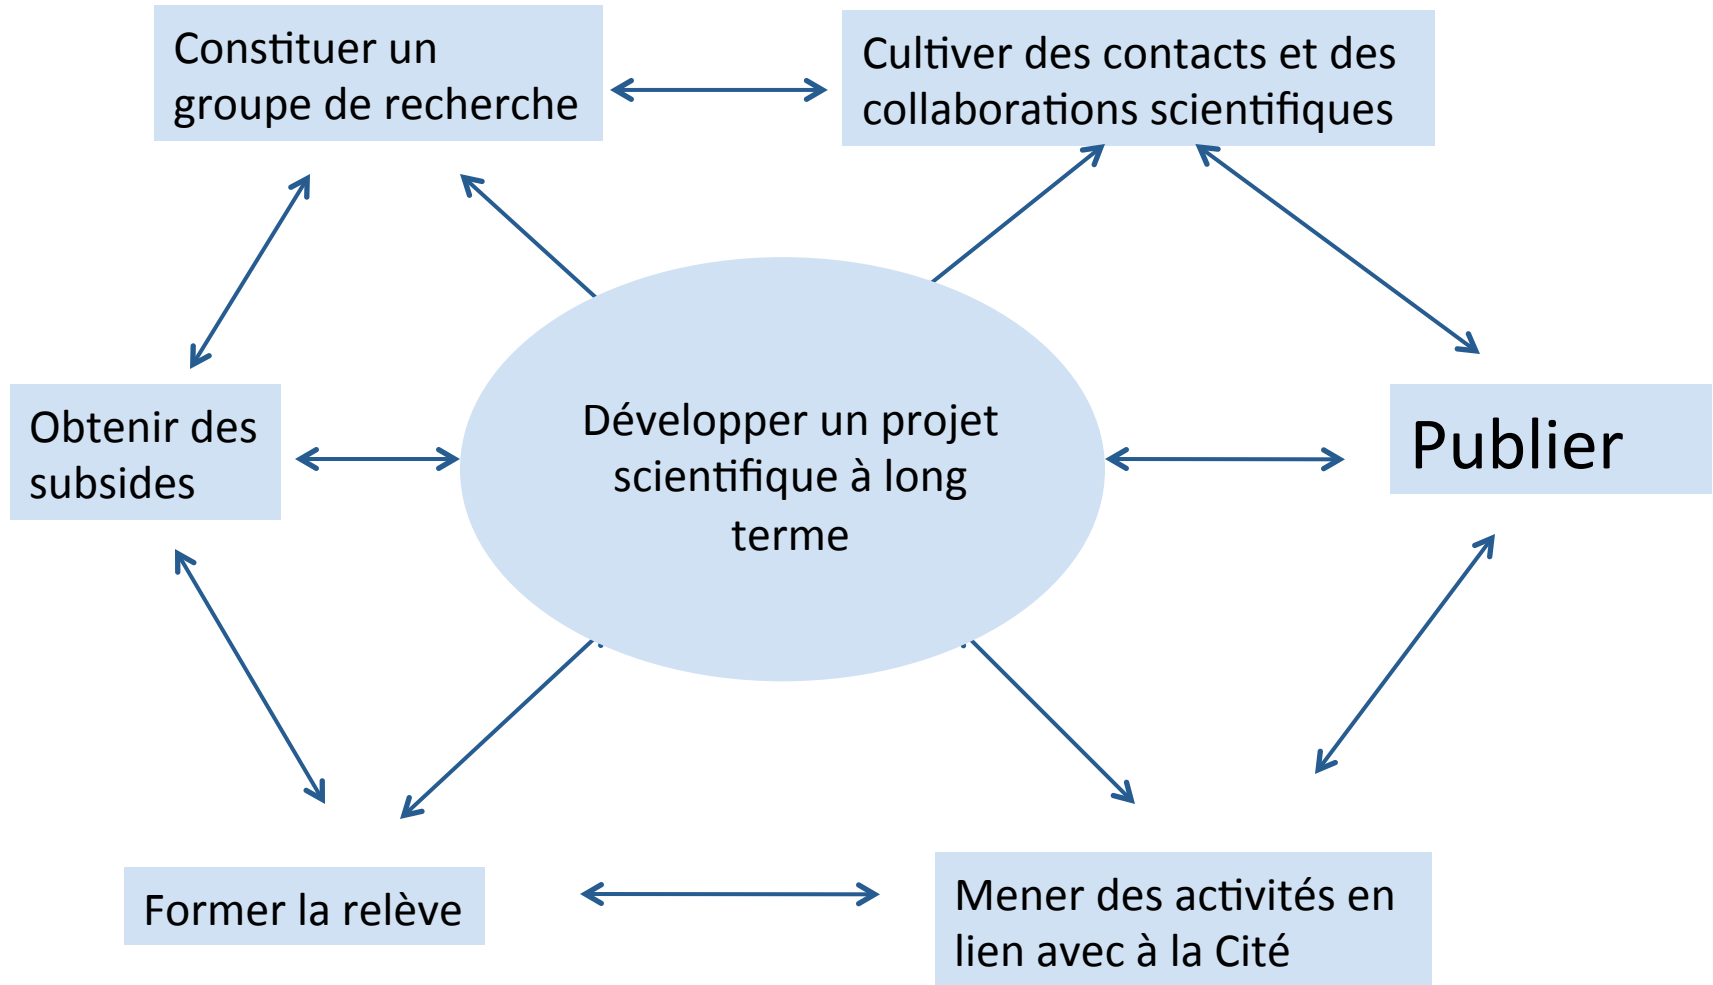 Constituer un
groupe de recherche
Cultiver des contacts et des
collaborations scientifiques
Obtenir des
subsides
Développer un projet
scientifique à long
terme
Publier
Former la relève
Mener des activités en
lien avec à la Cité